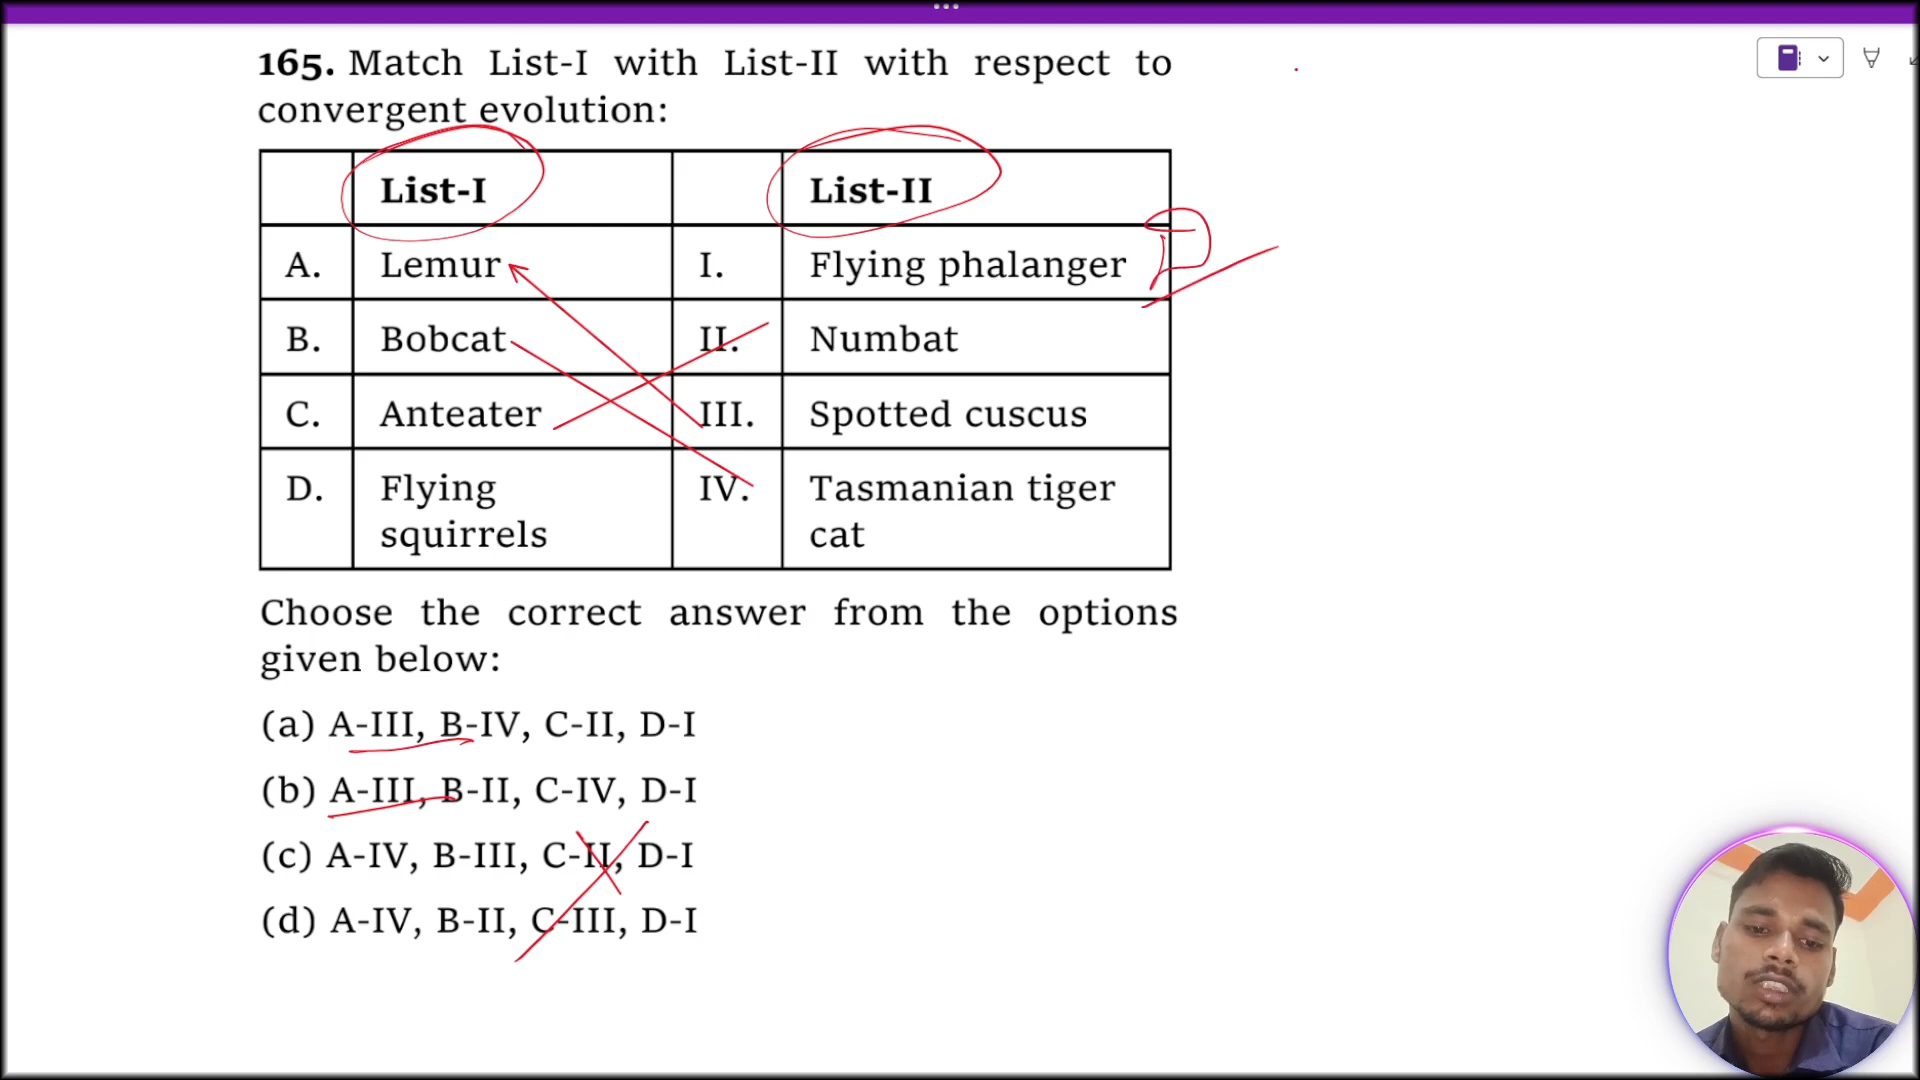 165. Match List-I with List-II with respect to
convergent evolution:
List-I List-II
A. Lemur I. Flying phalanger D
B. Bobcat II. Numbat
C. Anteater III. Spotted cuscus
D. Flying squirrels IV. Tasmanian tiger cat
Choose the correct answer from the options
given below:
(a) A-III, B-IV, C-II, D-I
(b) A-III, B-II, C-IV, D-I
(c) A-IV, B-III, C-II, D-I
(d) A-IV, B-II, C-III, D-I